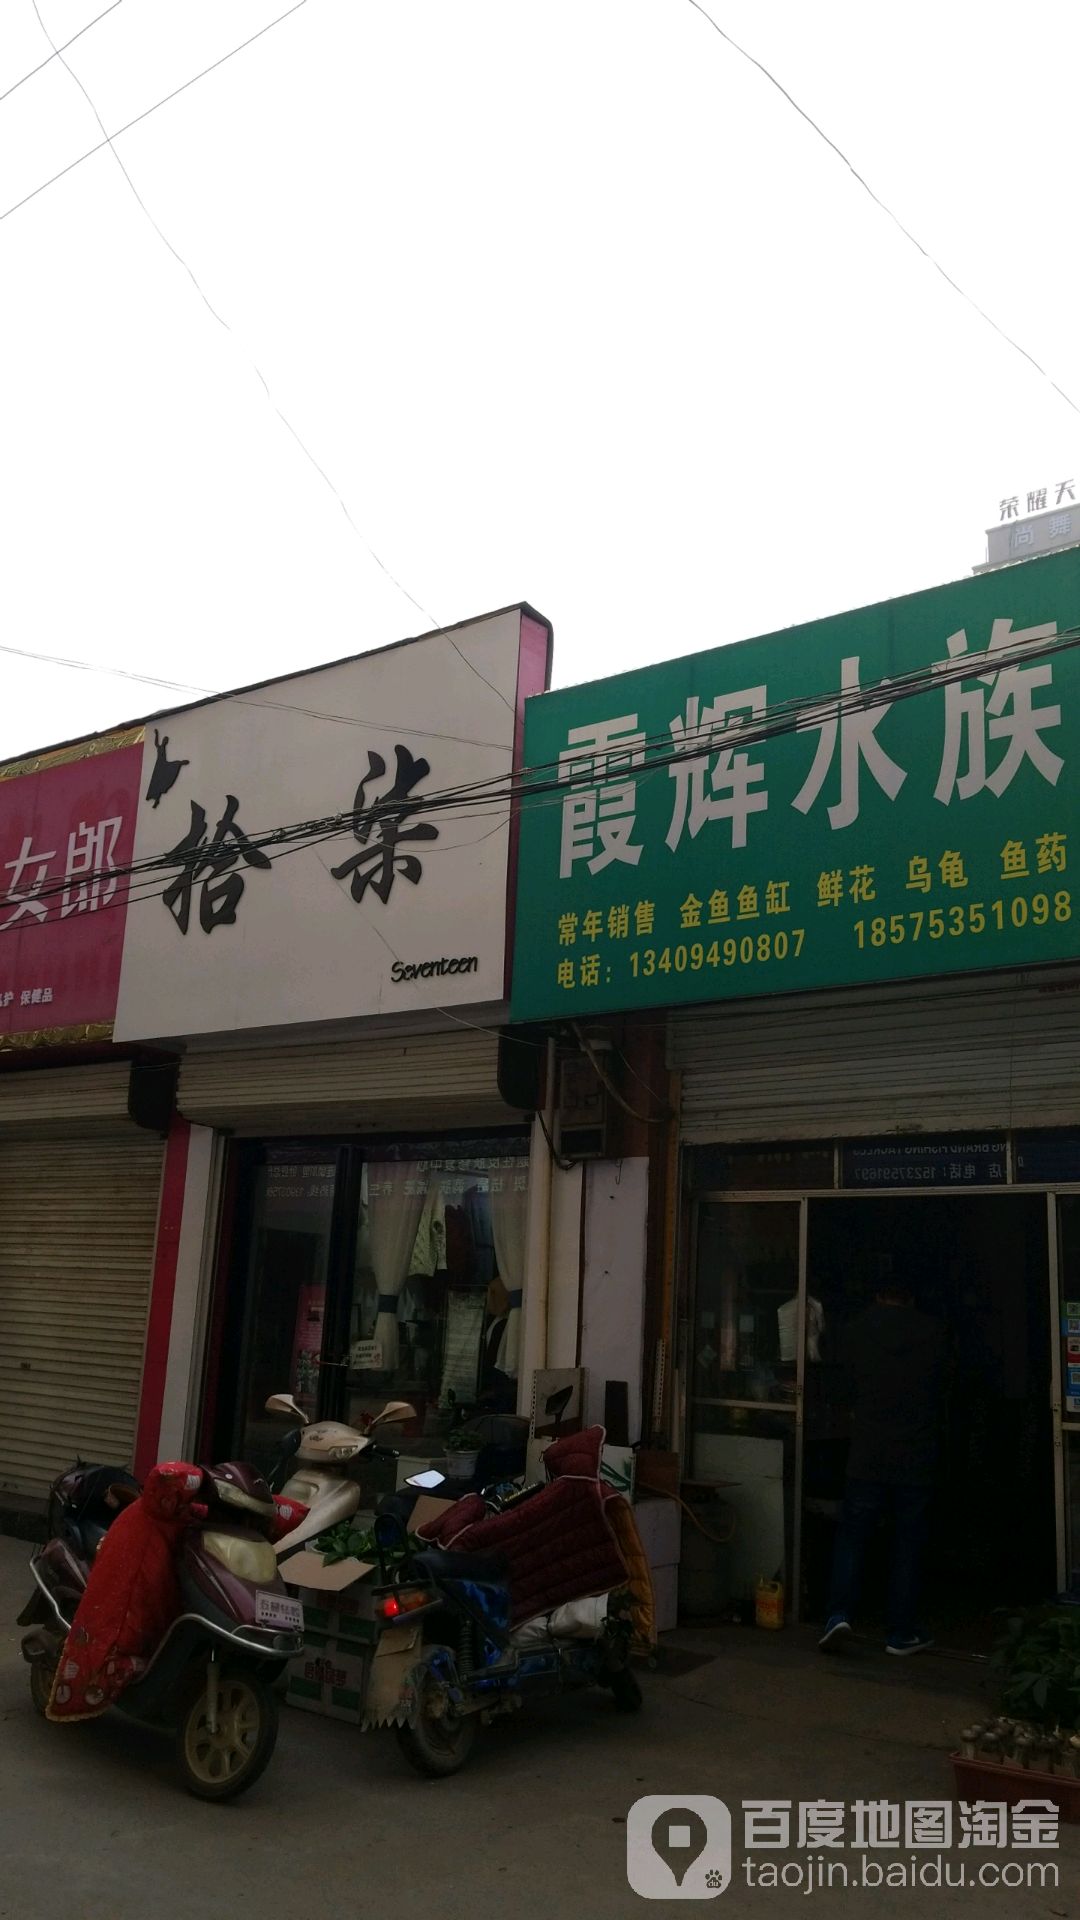 荣耀天
尚舞
女郎
保健品
拾柒
Seventeen
霞辉水族
常年销售 金鱼鱼缸 鲜花 乌龟 鱼药
电话：13409490807 18575351098
百度地图淘金
taojin.baidu.com